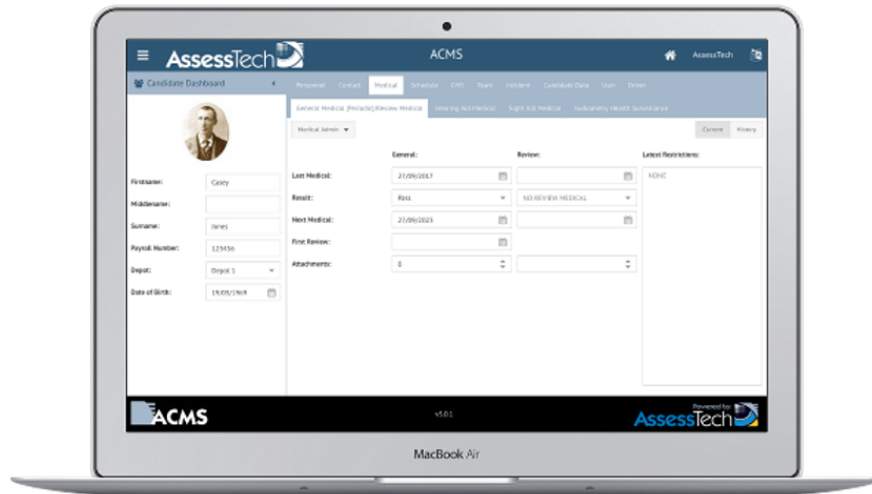 AssessTech
ACMS
AssessTech
Candidate Dashboard
Personnel Contact Medical Schedule CMS Team Incident Candidate Data User Driver
General Medical (Periodic)/Review Medical Hearing Aid Medical Sight Aid Medical Audiometry Health Surveillance
Medical Admin
Current History
General: Review: Latest Restrictions:
Firstname: Casey
Middlename:
Surname: Jones
Payroll Number: 123456
Depot: Depot 1
Date of Birth: 19/03/1969
Last Medical: 27/09/2017
Result: Pass NO REVIEW MEDICAL
Next Medical: 27/09/2023
First Review:
Attachments: 0
NONE
ACMS
v5.0.1
Powered by:
AssessTech
MacBook Air